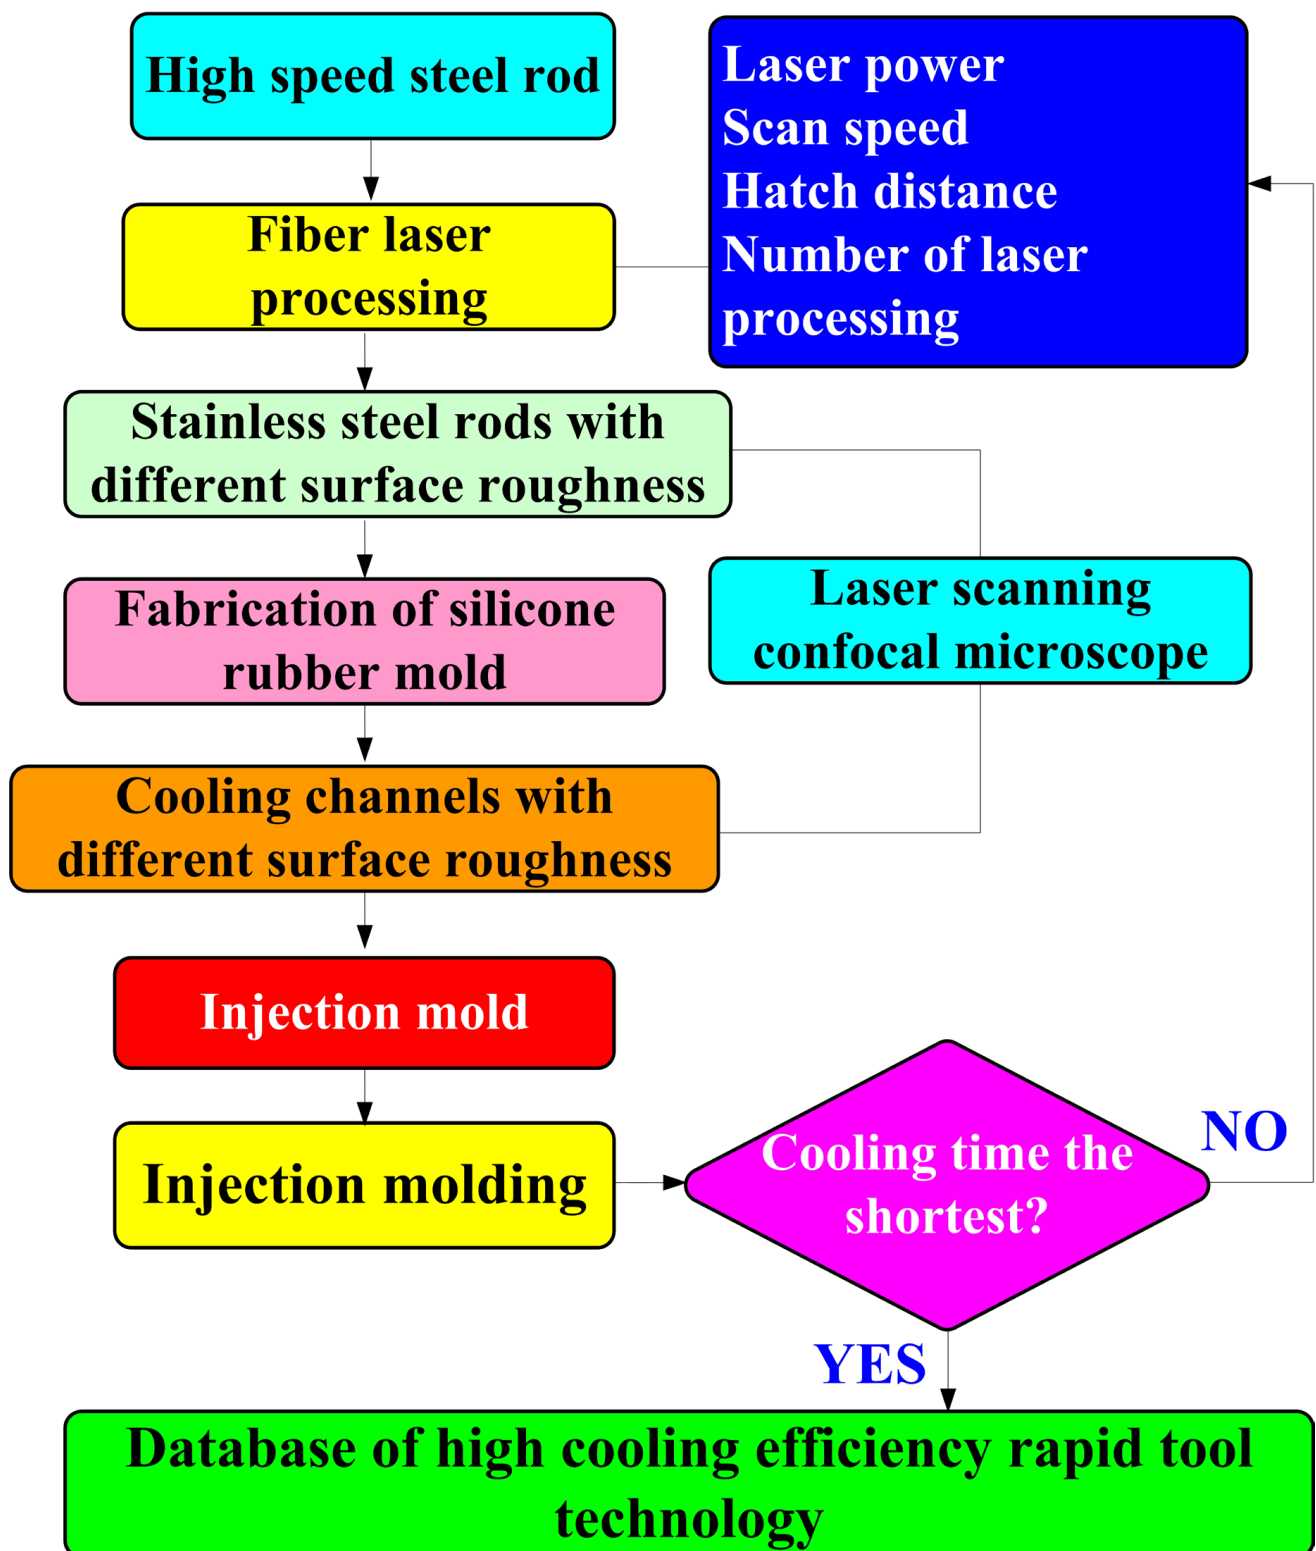 High speed steel rod
Laser power
Scan speed
Hatch distance
Number of laser
processing
Fiber laser
processing
Stainless steel rods with
different surface roughness
Laser scanning
confocal microscope
Fabrication of silicone
rubber mold
Cooling channels with
different surface roughness
Injection mold
Injection molding
Cooling time the
shortest?
NO
YES
Database of high cooling efficiency rapid tool
technology